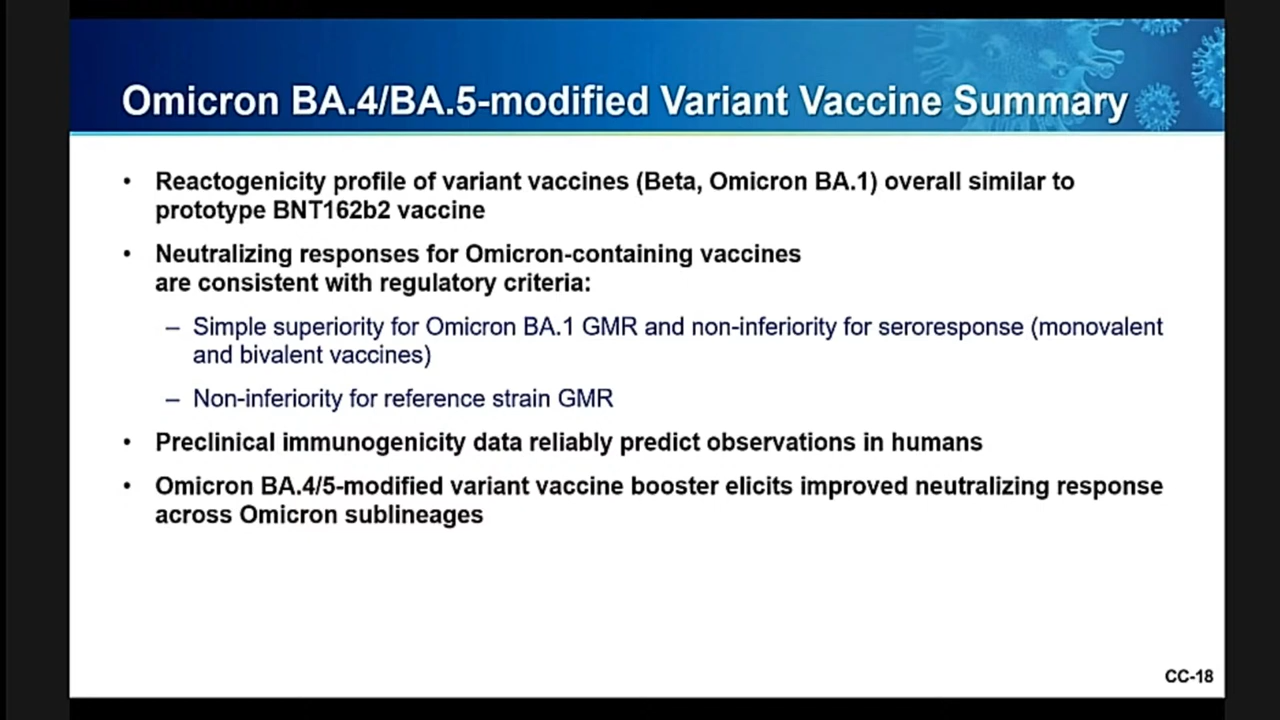 Omicron BA.4/BA.5-modified Variant Vaccine Summary
• Reactogenicity profile of variant vaccines (Beta, Omicron BA.1) overall similar to
prototype BNT162b2 vaccine
• Neutralizing responses for Omicron-containing vaccines
are consistent with regulatory criteria:
– Simple superiority for Omicron BA.1 GMR and non-inferiority for seroresponse (monovalent
and bivalent vaccines)
– Non-inferiority for reference strain GMR
• Preclinical immunogenicity data reliably predict observations in humans
• Omicron BA.4/5-modified variant vaccine booster elicits improved neutralizing response
across Omicron sublineages
CC-18